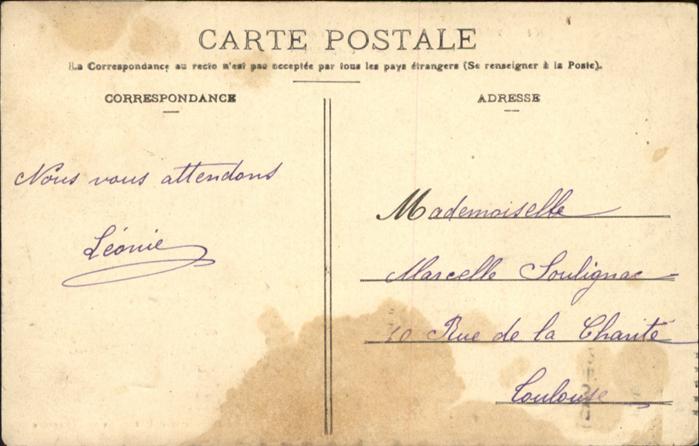 CARTE POSTALE
La Correspondance au recto n'est pas acceptée par tous les pays étrangers (Se renseigner à la Poste).
CORRESPONDANCE
ADRESSE
Nous vous attendons
Léonie
Mademoiselle
Marcelle Soulignac
10 Rue de la Charité
Toulouse